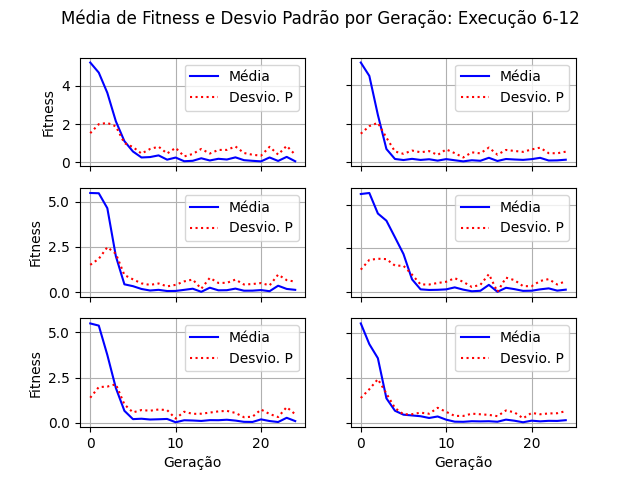 Média de Fitness e Desvio Padrão por Geração: Execução 6-12
Fitness
4
2
0
Média
Desvio. P
Média
Desvio. P
Fitness
5.0
2.5
0.0
Média
Desvio. P
Média
Desvio. P
Fitness
5.0
2.5
0.0
Média
Desvio. P
Média
Desvio. P
0 10 20
0 10 20
Geração
Geração